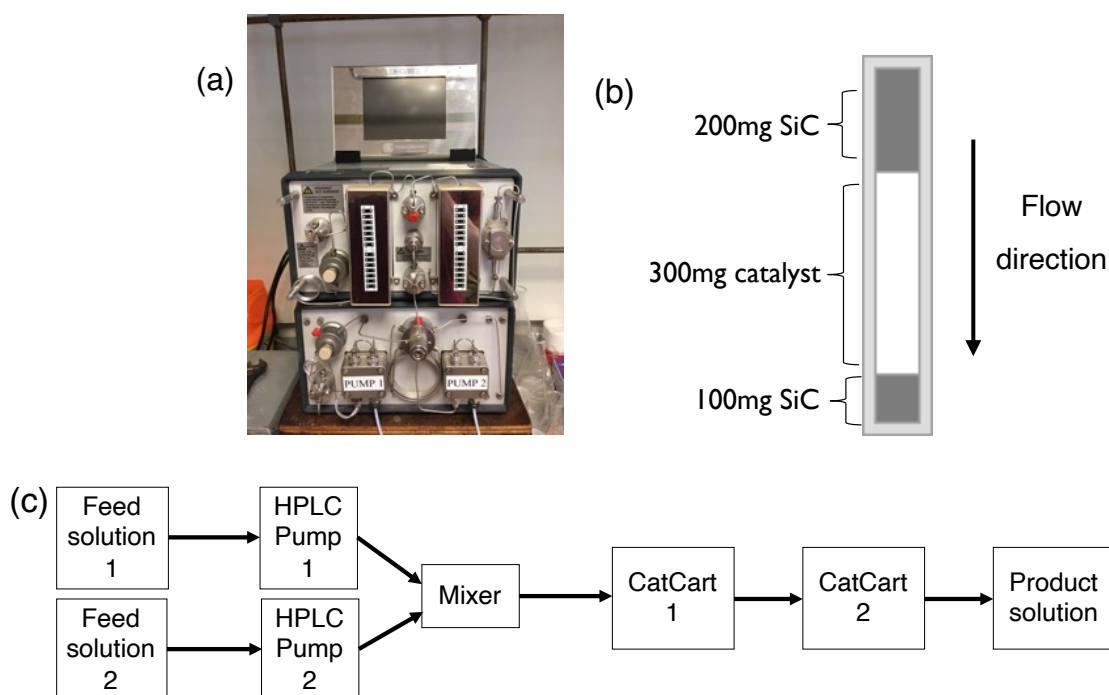 (a)
PUMP 1
PUMP 2
(b)
200mg SiC
300mg catalyst
100mg SiC
Flow
direction
(c)
Feed
solution
1
HPLC
Pump
1
Feed
solution
2
HPLC
Pump
2
Mixer
CatCart
1
CatCart
2
Product
solution